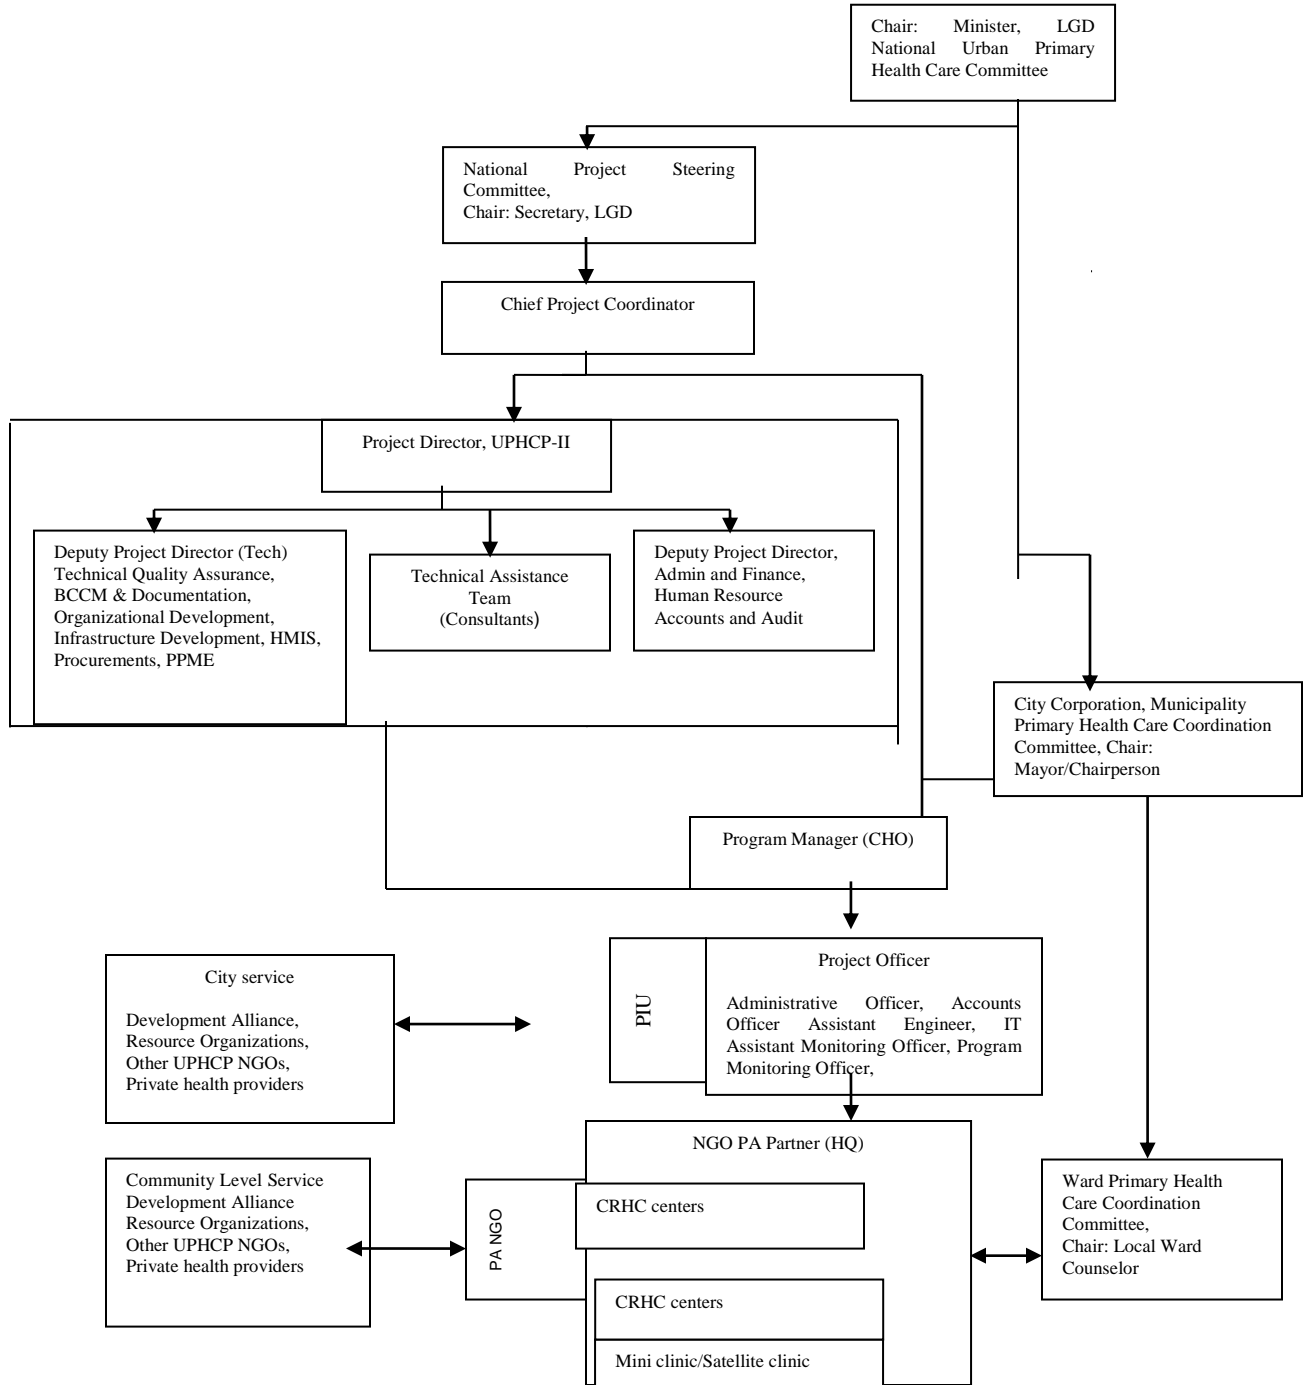 Chair: Minister, LGD
National Urban Primary
Health Care Committee
National Project Steering
Committee,
Chair: Secretary, LGD
Chief Project Coordinator
Project Director, UPHCP-II
Deputy Project Director (Tech)
Technical Quality Assurance,
BCCM & Documentation,
Organizational Development,
Infrastructure Development, HMIS,
Procurements, PPME
Technical Assistance
Team
(Consultants)
Deputy Project Director,
Admin and Finance,
Human Resource
Accounts and Audit
City Corporation, Municipality
Primary Health Care Coordination
Committee, Chair:
Mayor/Chairperson
Program Manager (CHO)
City service
Development Alliance,
Resource Organizations,
Other UPHCP NGOs,
Private health providers
PIU
Project Officer
Administrative Officer, Accounts
Officer Assistant Engineer, IT
Assistant Monitoring Officer, Program
Monitoring Officer,
Community Level Service
Development Alliance
Resource Organizations,
Other UPHCP NGOs,
Private health providers
PA NGO
NGO PA Partner (HQ)
CRHC centers
CRHC centers
Mini clinic/Satellite clinic
Ward Primary Health
Care Coordination
Committee,
Chair: Local Ward
Counselor